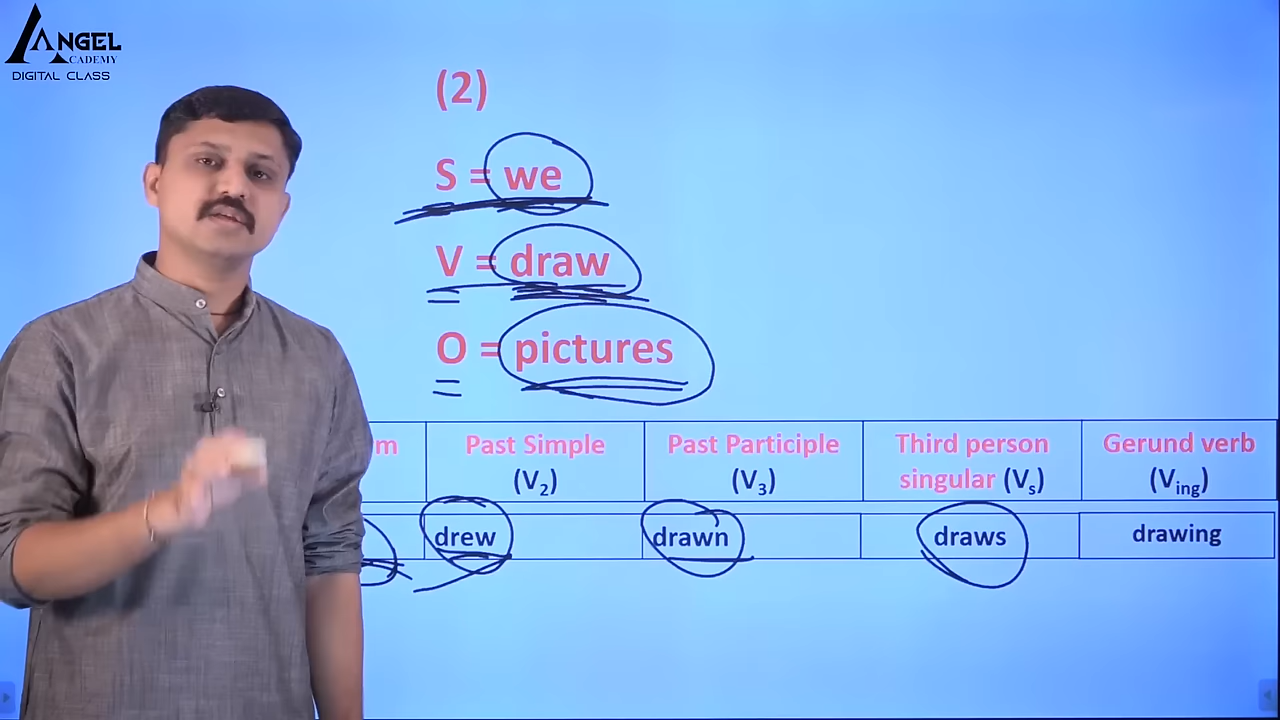 ANGEL
ACADEMY
DIGITAL CLASS
(2)
S = we
V = draw
O = pictures
Past Simple
(V₂)
Past Participle
(V₃)
Third person
singular (Vₛ)
Gerund verb
(Ving)
drew
drawn
draws
drawing